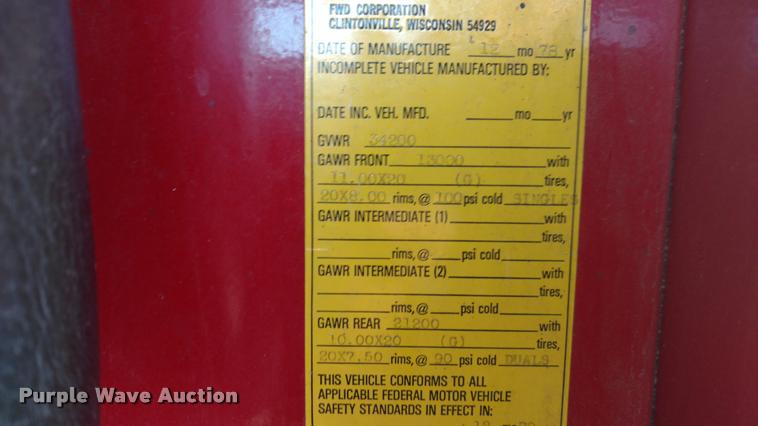 FWD CORPORATION
CLINTONVILLE, WISCONSIN 54929
DATE OF MANUFACTURE 12 mo 78 yr
INCOMPLETE VEHICLE MANUFACTURED BY:
DATE INC. VEH. MFD. mo yr
GVWR 34200
GAWR FRONT 13000 with
11.00X20 (G) tires,
20X8.00 rims,@ 100 psi cold SINGLES
GAWR INTERMEDIATE (1) with
tires,
rims,@ psi cold
GAWR INTERMEDIATE (2) with
tires,
rims,@ psi cold
GAWR REAR 21200 with
10.00X20 (G) tires,
20X7.50 rims,@ 90 psi cold DUALS
THIS VEHICLE CONFORMS TO ALL
APPLICABLE FEDERAL MOTOR VEHICLE
SAFETY STANDARDS IN EFFECT IN:
12 mo 78
Purple Wave Auction